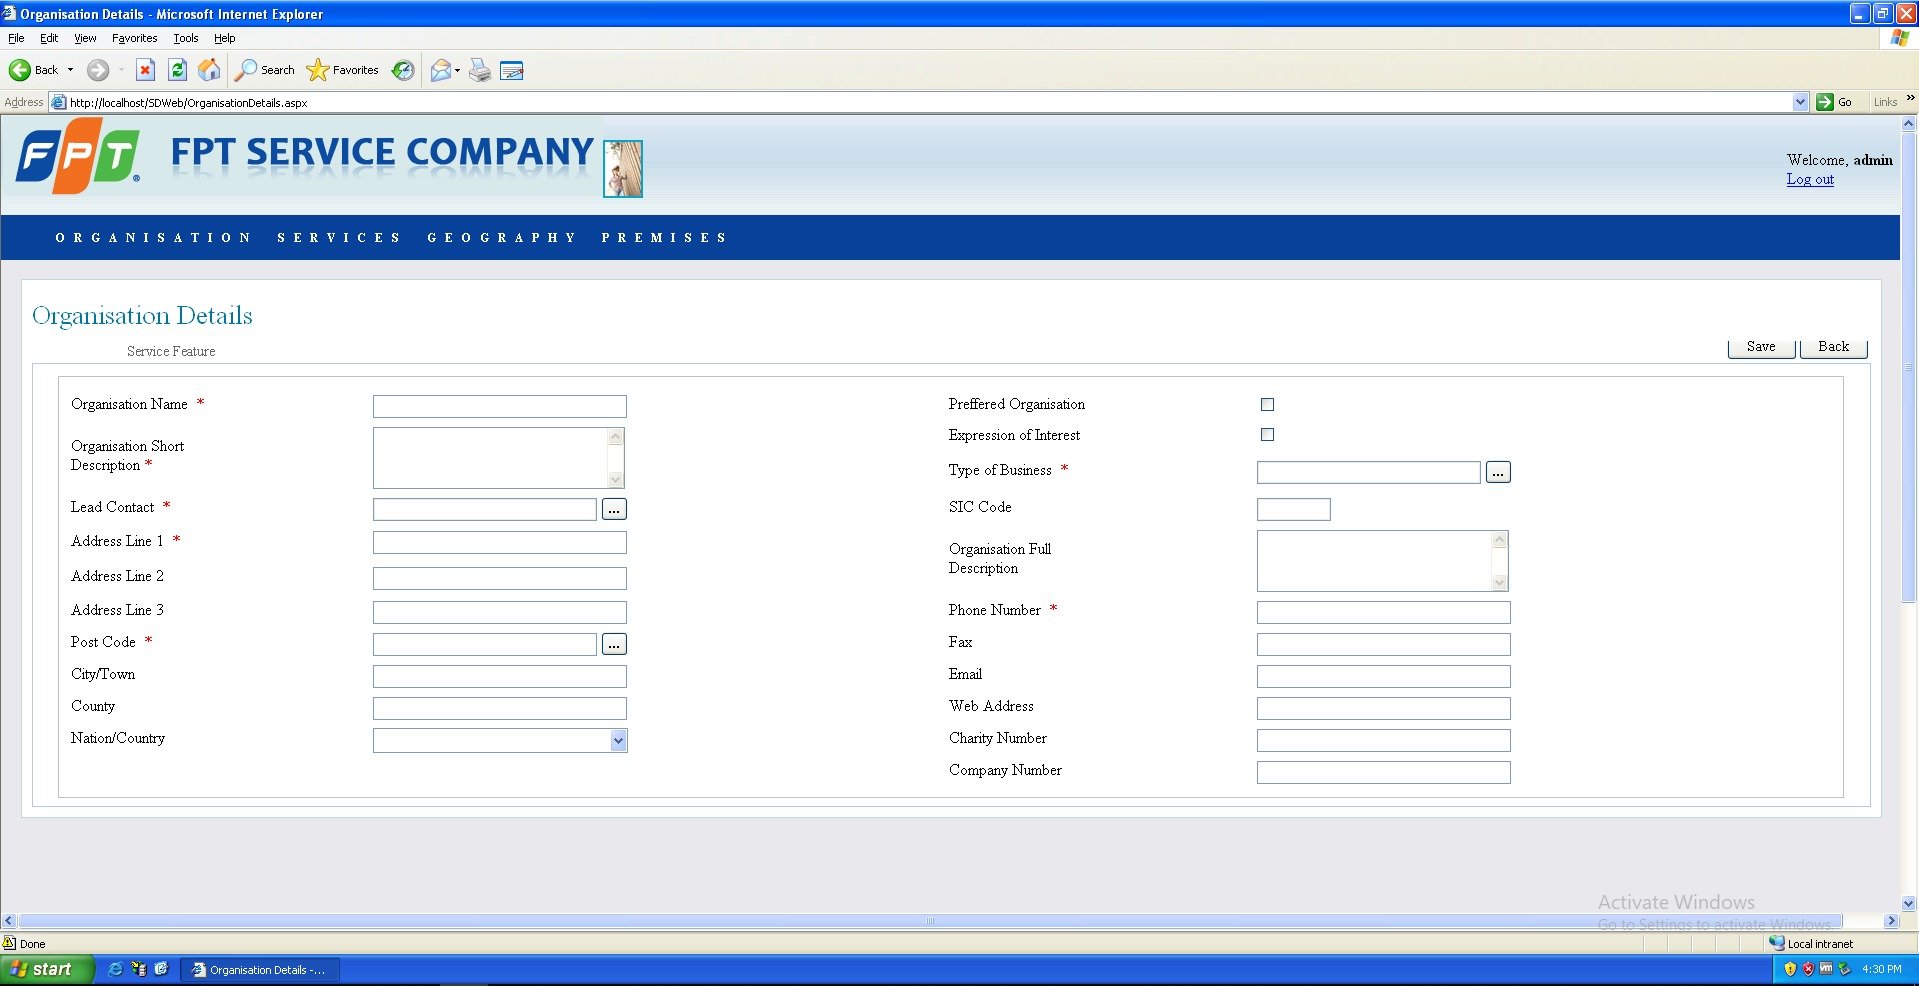 Organisation Details - Microsoft Internet Explorer
File Edit View Favorites Tools Help
Back Search Favorites
Address http://localhost/SDWeb/OrganisationDetails.aspx Go Links »
FPT FPT SERVICE COMPANY
Welcome, admin
Log out
ORGANISATION SERVICES GEOGRAPHY PREMISES
Organisation Details
Service Feature
Save Back
Organisation Name *
Organisation Short
Description *
Lead Contact * ...
Address Line 1 *
Address Line 2
Address Line 3
Post Code * ...
City/Town
County
Nation/Country
Preffered Organisation
Expression of Interest
Type of Business * ...
SIC Code
Organisation Full
Description
Phone Number *
Fax
Email
Web Address
Charity Number
Company Number
Activate Windows
Go to Settings to activate Windows.
Done
Local intranet
start Organisation Details -... 4:30 PM